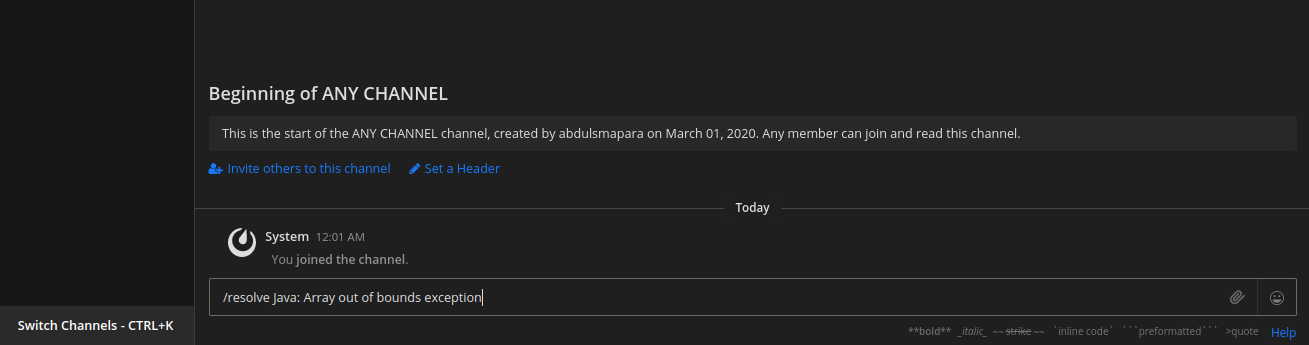 Beginning of ANY CHANNEL
This is the start of the ANY CHANNEL channel, created by abdulsmapara on March 01, 2020. Any member can join and read this channel.
Invite others to this channel Set a Header
Today
System 12:01 AM
You joined the channel.
/resolve Java: Array out of bounds exception
Switch Channels - CTRL+K
**bold** _italic_ ~~strike~~ `inline code` ```preformatted``` >quote Help